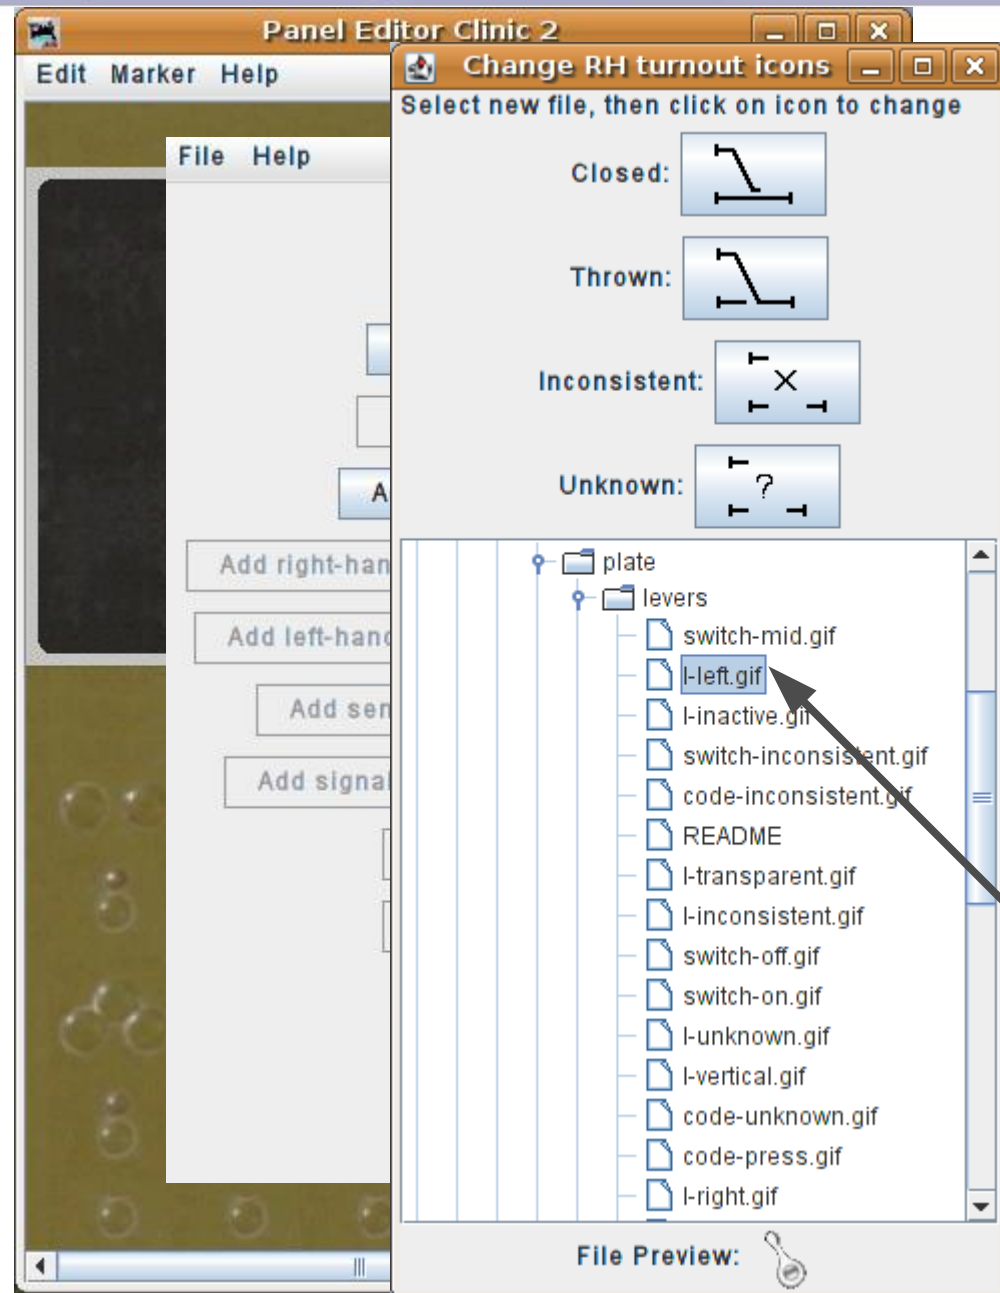 Panel Editor Clinic 2
Edit Marker Help
File Help
A
Add right-han
Add left-hand
Add sen
Add signal
Change RH turnout icons
Select new file, then click on icon to change
Closed:
Thrown:
Inconsistent:
X
Unknown:
?
plate
levers
switch-mid.gif
l-left.gif
l-inactive.gif
switch-inconsistent.gif
code-inconsistent.gif
README
l-transparent.gif
l-inconsistent.gif
switch-off.gif
switch-on.gif
l-unknown.gif
l-vertical.gif
code-unknown.gif
code-press.gif
l-right.gif
File Preview: